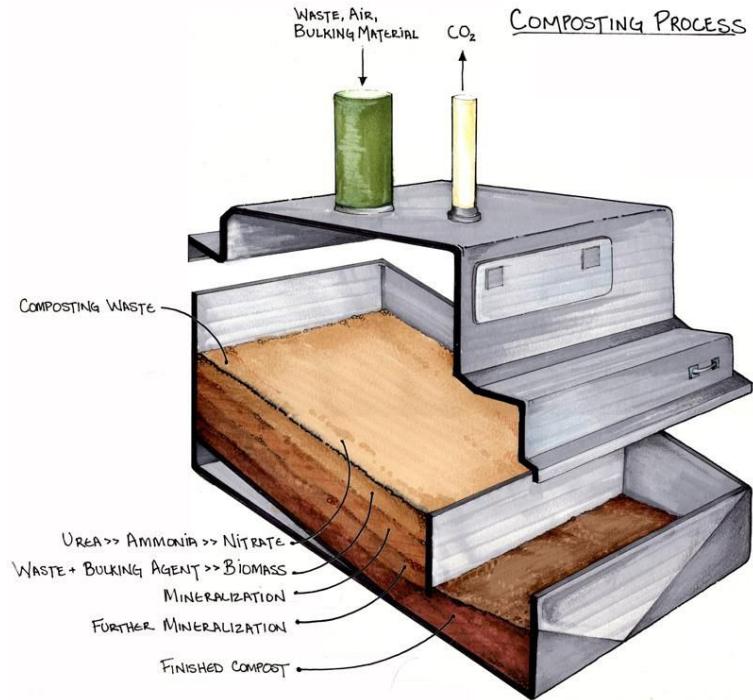 COMPOSTING PROCESS
WASTE, AIR,
BULKING MATERIAL
CO₂
COMPOSTING WASTE
UREA >> AMMONIA >> NITRATE
WASTE + BULKING AGENT >> BIOMASS
MINERALIZATION
FURTHER MINERALIZATION
FINISHED COMPOST